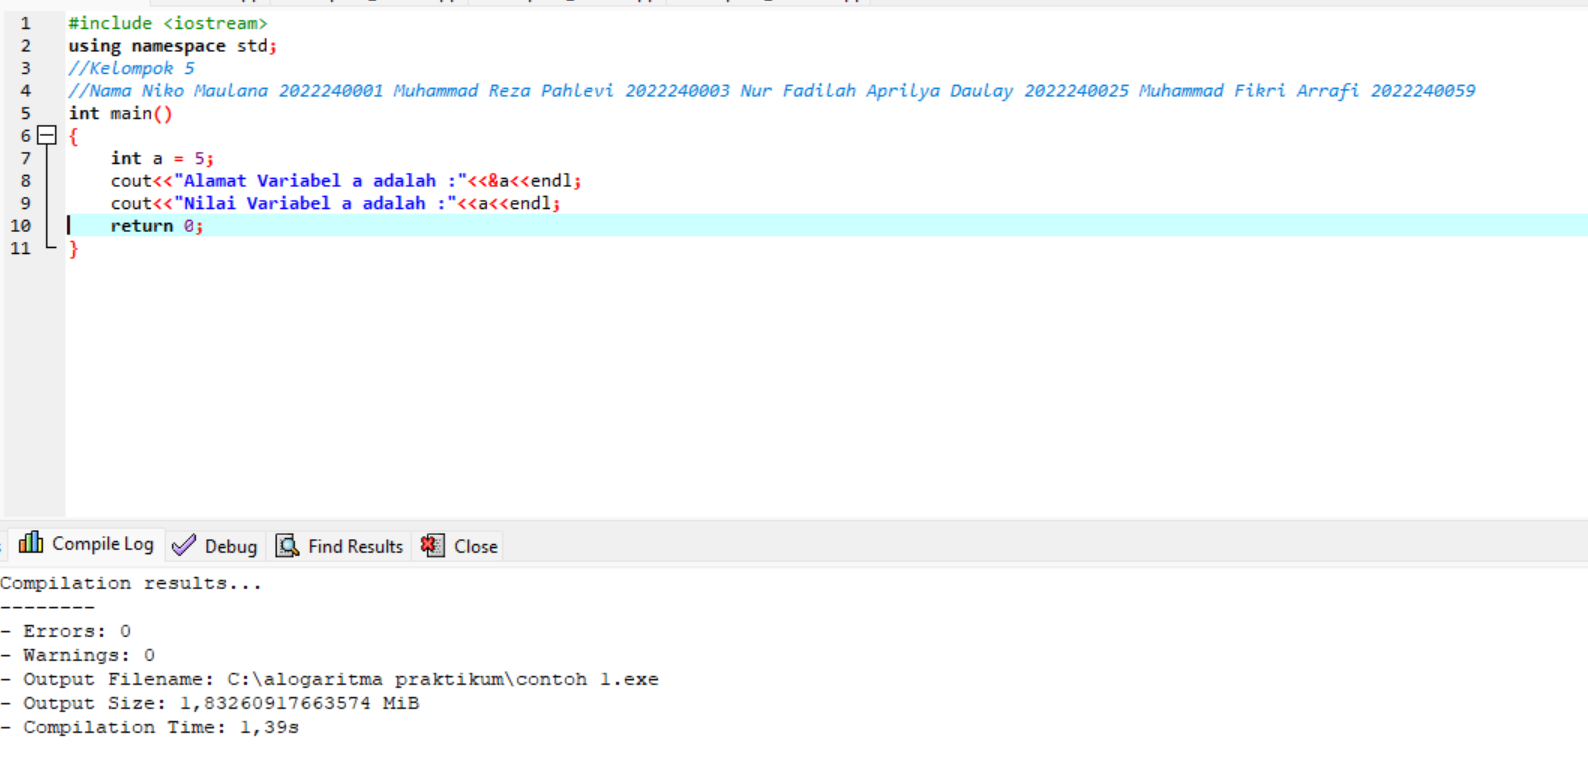 1 #include <iostream>
2 using namespace std;
3 //Kelompok 5
4 //Nama Niko Maulana 2022240001 Muhammad Reza Pahlevi 2022240003 Nur Fadilah Aprilya Daulay 2022240025 Muhammad Fikri Arrafi 2022240059
5 int main()
6 {
7 int a = 5;
8 cout<<"Alamat Variabel a adalah :"<<&a<<endl;
9 cout<<"Nilai Variabel a adalah :"<<a<<endl;
10 return 0;
11 }
Compile Log Debug Find Results Close
Compilation results...
--------
- Errors: 0
- Warnings: 0
- Output Filename: C:\alogaritma praktikum\contoh 1.exe
- Output Size: 1,83260917663574 MiB
- Compilation Time: 1,39s